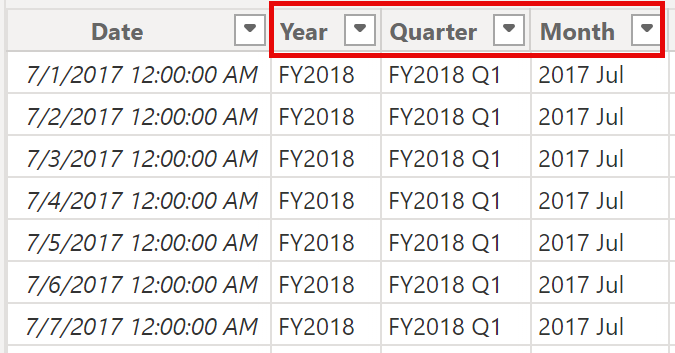 Date Year Quarter Month
7/1/2017 12:00:00 AM FY2018 FY2018 Q1 2017 Jul
7/2/2017 12:00:00 AM FY2018 FY2018 Q1 2017 Jul
7/3/2017 12:00:00 AM FY2018 FY2018 Q1 2017 Jul
7/4/2017 12:00:00 AM FY2018 FY2018 Q1 2017 Jul
7/5/2017 12:00:00 AM FY2018 FY2018 Q1 2017 Jul
7/6/2017 12:00:00 AM FY2018 FY2018 Q1 2017 Jul
7/7/2017 12:00:00 AM FY2018 FY2018 Q1 2017 Jul